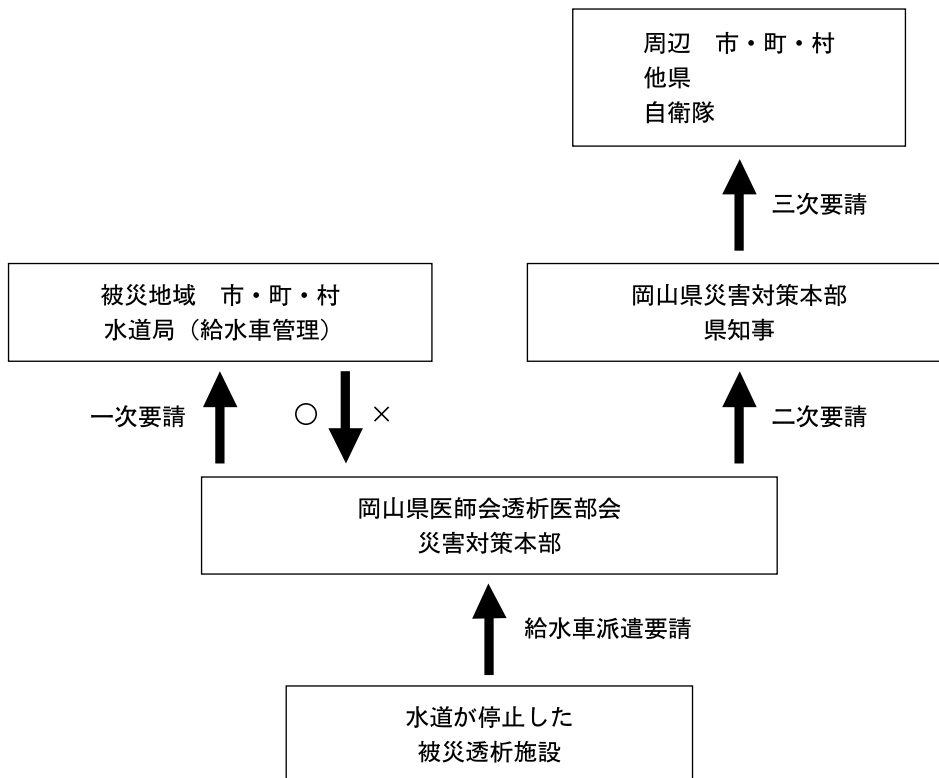 周辺　市・町・村
他県
自衛隊
三次要請
被災地域　市・町・村
水道局（給水車管理）
岡山県災害対策本部
県知事
一次要請
○
×
二次要請
岡山県医師会透析医部会
災害対策本部
給水車派遣要請
水道が停止した
被災透析施設